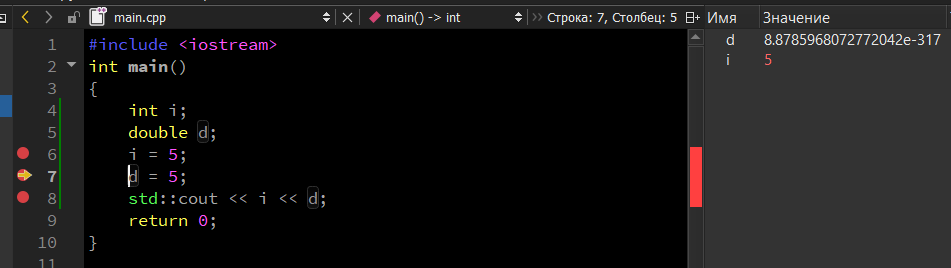 main.cpp
main() -> int
Строка: 7, Столбец: 5
Имя Значение
d 8.8785968072772042e-317
i 5
1 #include <iostream>
2 int main()
3 {
4 int i;
5 double d;
6 i = 5;
7 d = 5;
8 std::cout << i << d;
9 return 0;
10 }
11